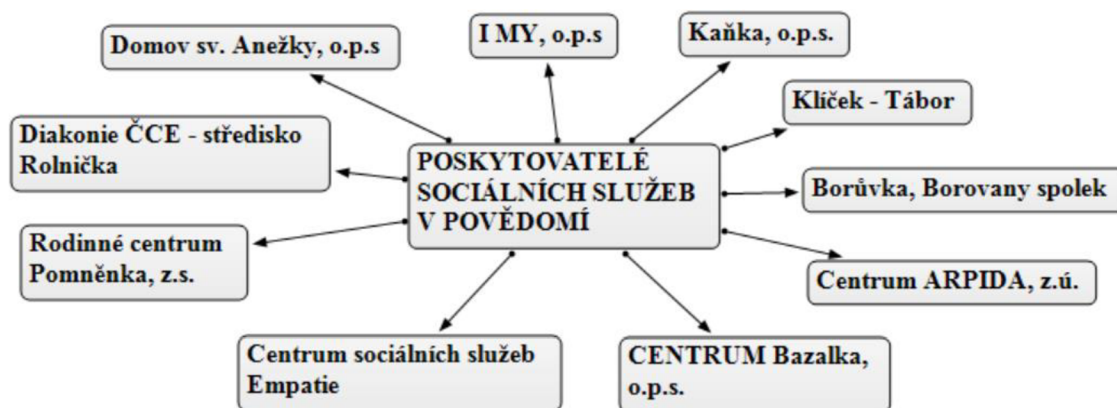 Domov sv. Anežky, o.p.s
I MY, o.p.s
Kaňka, o.p.s.
Klíček - Tábor
Diakonie ČCE - středisko
Rolnička
POSKYTOVATELÉ
SOCIÁLNÍCH SLUŽEB
V POVĚDOMÍ
Borůvka, Borovany spolek
Rodinné centrum
Pomněnka, z.s.
Centrum ARPIDA, z.ú.
Centrum sociálních služeb
Empatie
CENTRUM Bazalka,
o.p.s.